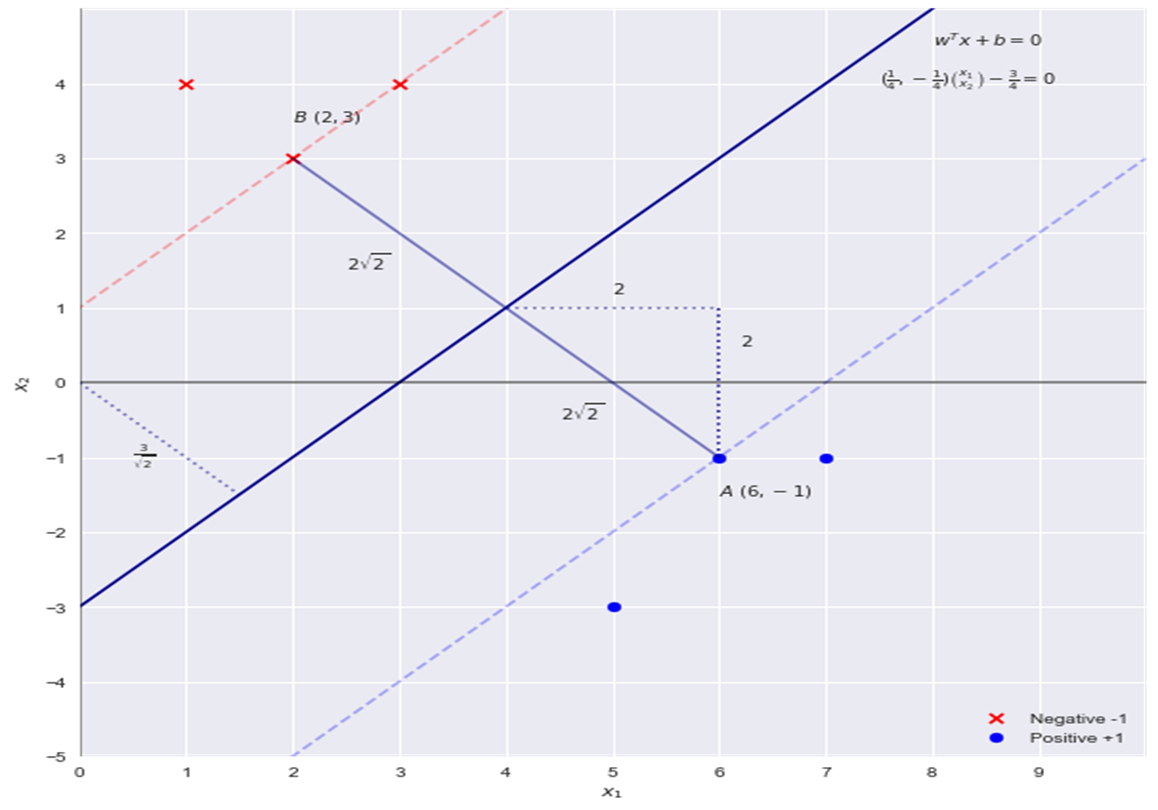 wᵀx + b = 0
(1/4, − 1/4)(x₁ x₂) − 3/4 = 0
4
B (2, 3)
3
2
2√2
2
1
2
x₂
0
2√2
3/√2
−1
A (6, − 1)
−2
−3
−4
Negative -1
Positive +1
−5
0 1 2 3 4 5 6 7 8 9
x₁